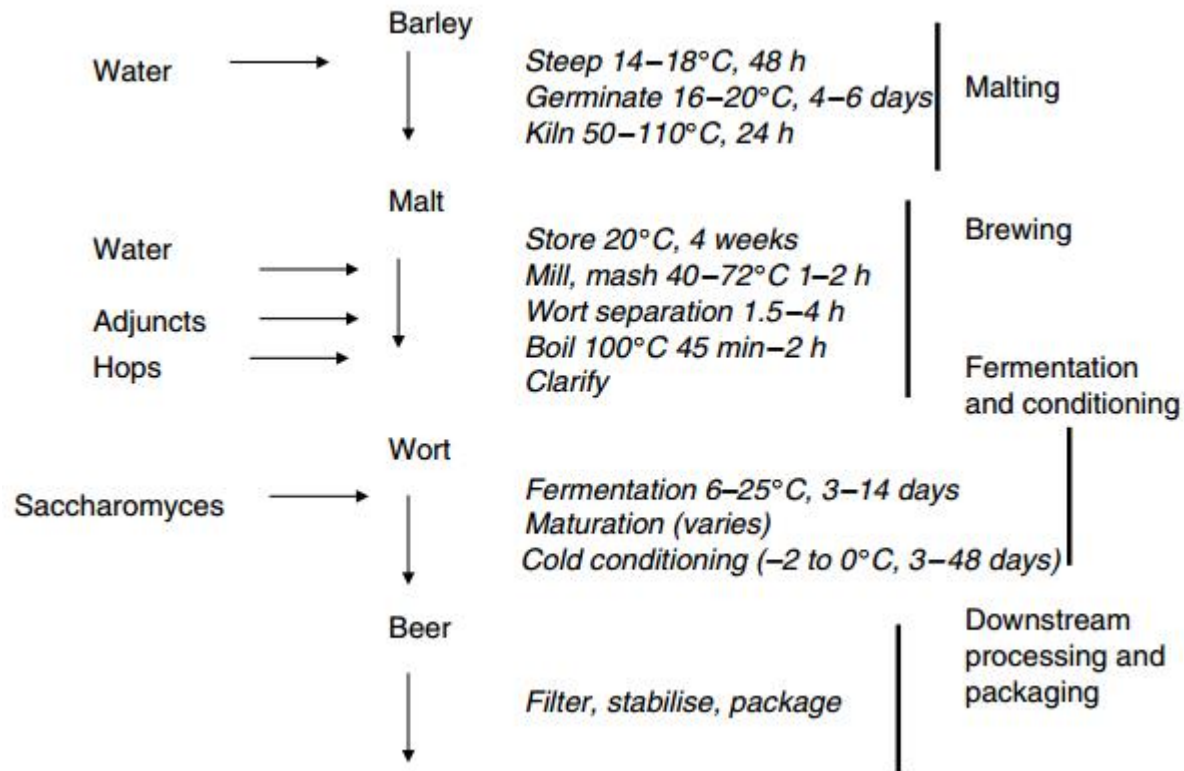 Barley
Water
Steep 14–18°C, 48 h
Germinate 16–20°C, 4–6 days
Kiln 50–110°C, 24 h
Malting
Malt
Water
Adjuncts
Hops
Store 20°C, 4 weeks
Mill, mash 40–72°C 1–2 h
Wort separation 1.5–4 h
Boil 100°C 45 min–2 h
Clarify
Brewing
Fermentation
and conditioning
Wort
Saccharomyces
Fermentation 6–25°C, 3–14 days
Maturation (varies)
Cold conditioning (–2 to 0°C, 3–48 days)
Beer
Filter, stabilise, package
Downstream
processing and
packaging